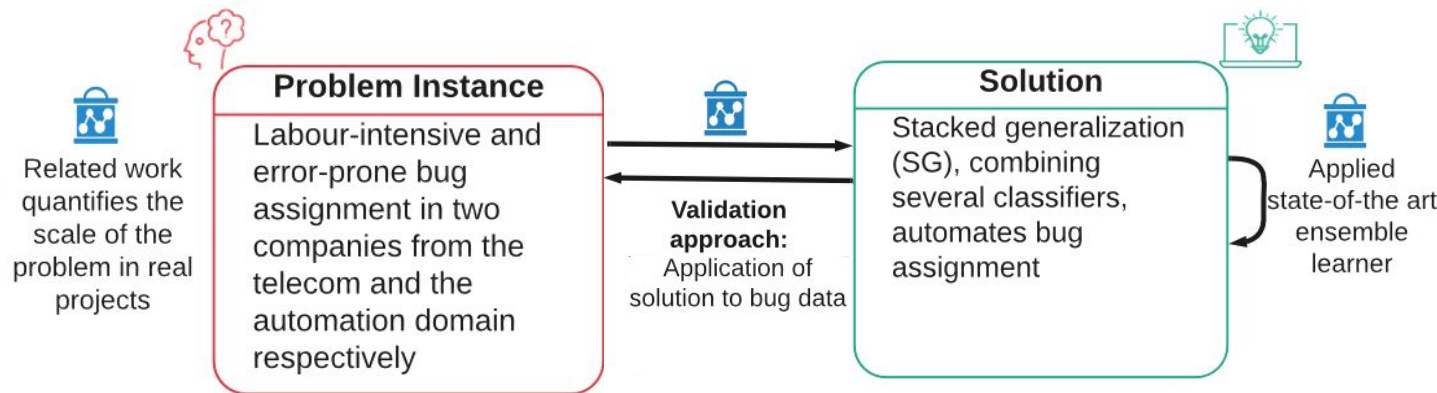 ?
Problem Instance
Labour-intensive and
error-prone bug
assignment in two
companies from the
telecom and the
automation domain
respectively
Related work
quantifies the
scale of the
problem in real
projects
Validation
approach:
Application of
solution to bug data
Solution
Stacked generalization
(SG), combining
several classifiers,
automates bug
assignment
Applied
state-of-the art
ensemble
learner